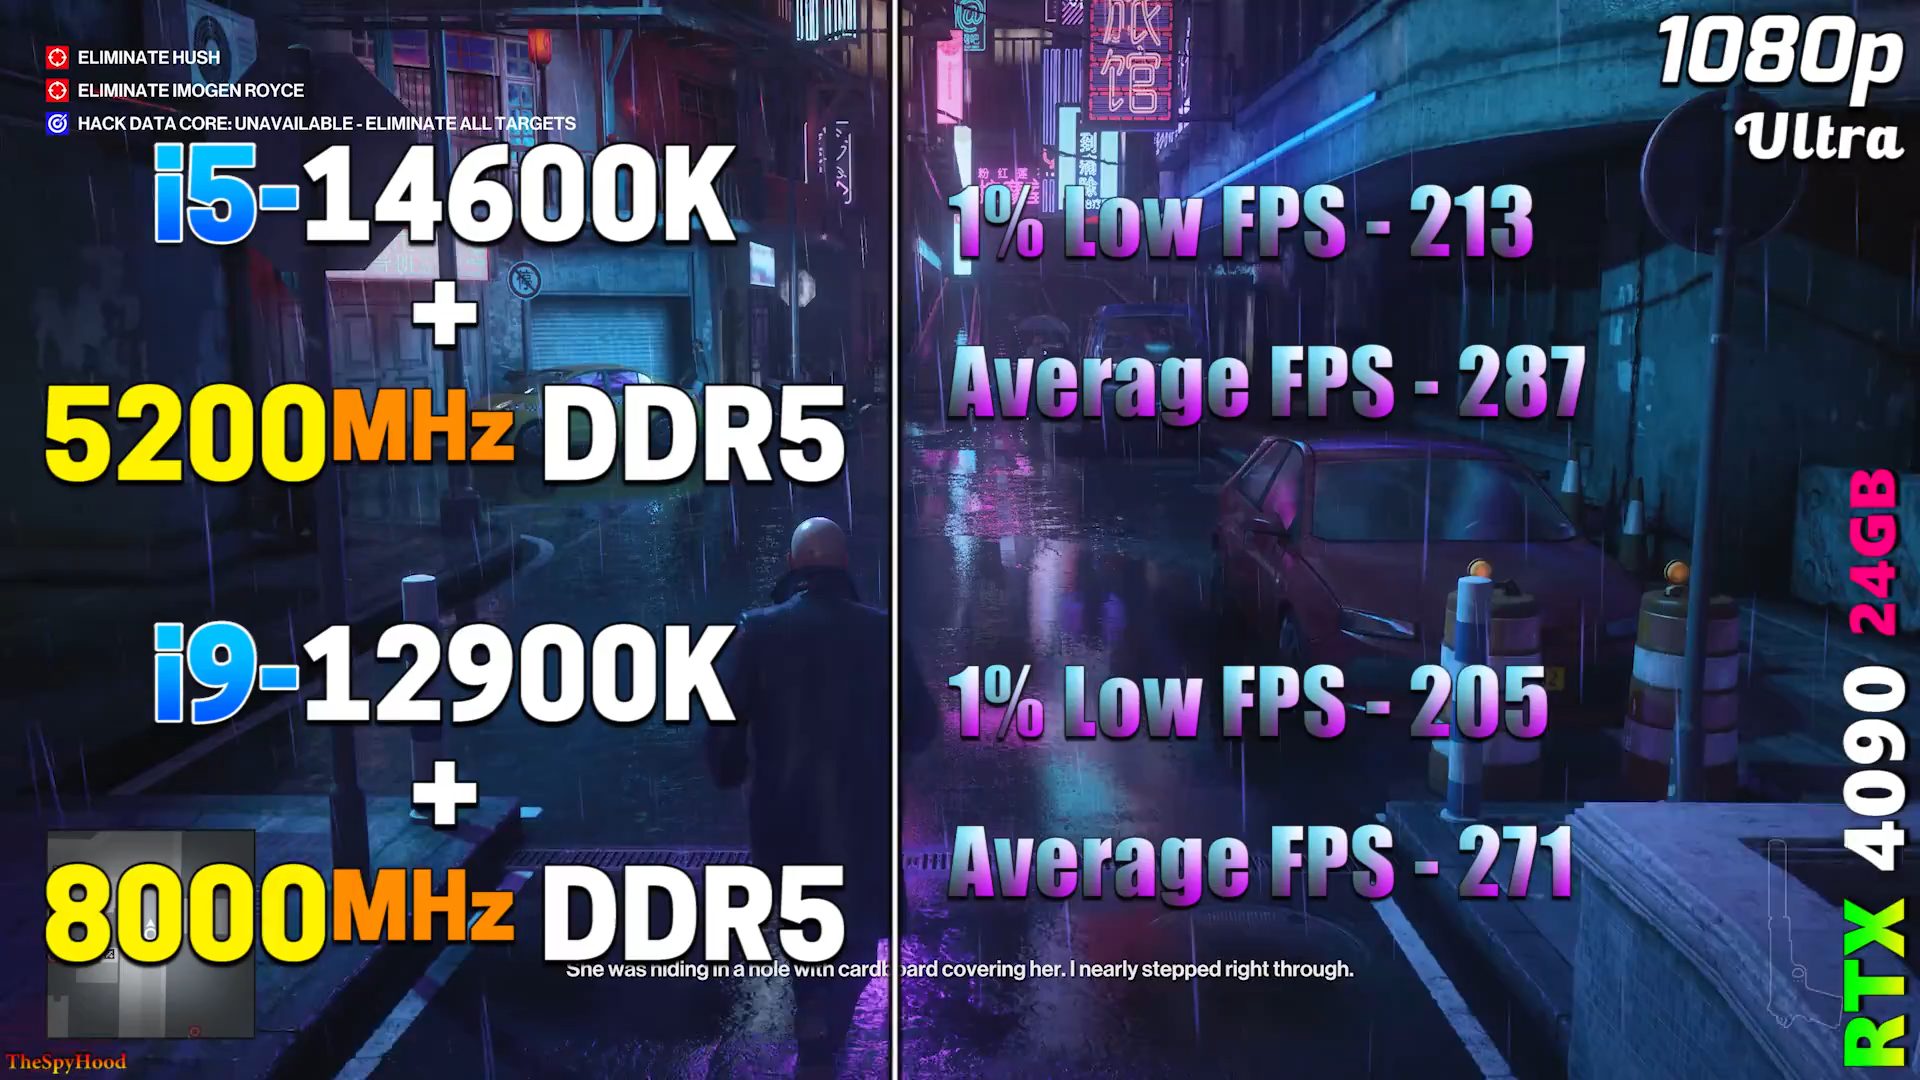 ELIMINATE HUSH
ELIMINATE IMOGEN ROYCE
HACK DATA CORE: UNAVAILABLE - ELIMINATE ALL TARGETS
1080p
Ultra
i5-14600K
+
5200MHz DDR5
1% Low FPS - 213
Average FPS - 287
旅馆
i9-12900K
+
8000MHz DDR5
1% Low FPS - 205
Average FPS - 271
RTX 4090 24GB
She was hiding in a hole with cardboard covering her. I nearly stepped right through.
TheSpyHood